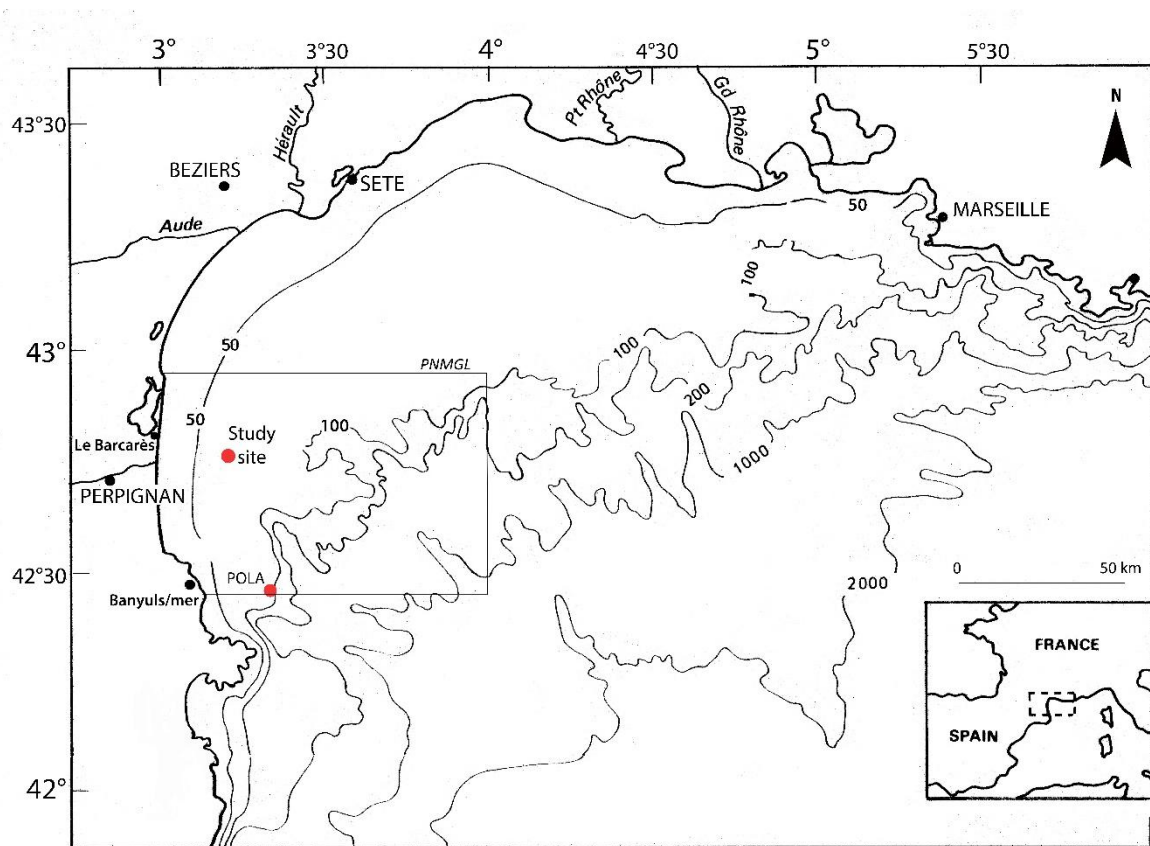 3°
3°30
4°
4°30
5°
5°30
43°30
43°
42°30
42°
Hérault
Pt Rhône
Gd Rhône
N
BEZIERS
SETE
MARSEILLE
Aude
50
50
50
100
100
100
200
1000
2000
PNMGL
Le Barcarès
Study
site
PERPIGNAN
POLA
Banyuls/mer
0 50 km
FRANCE
SPAIN